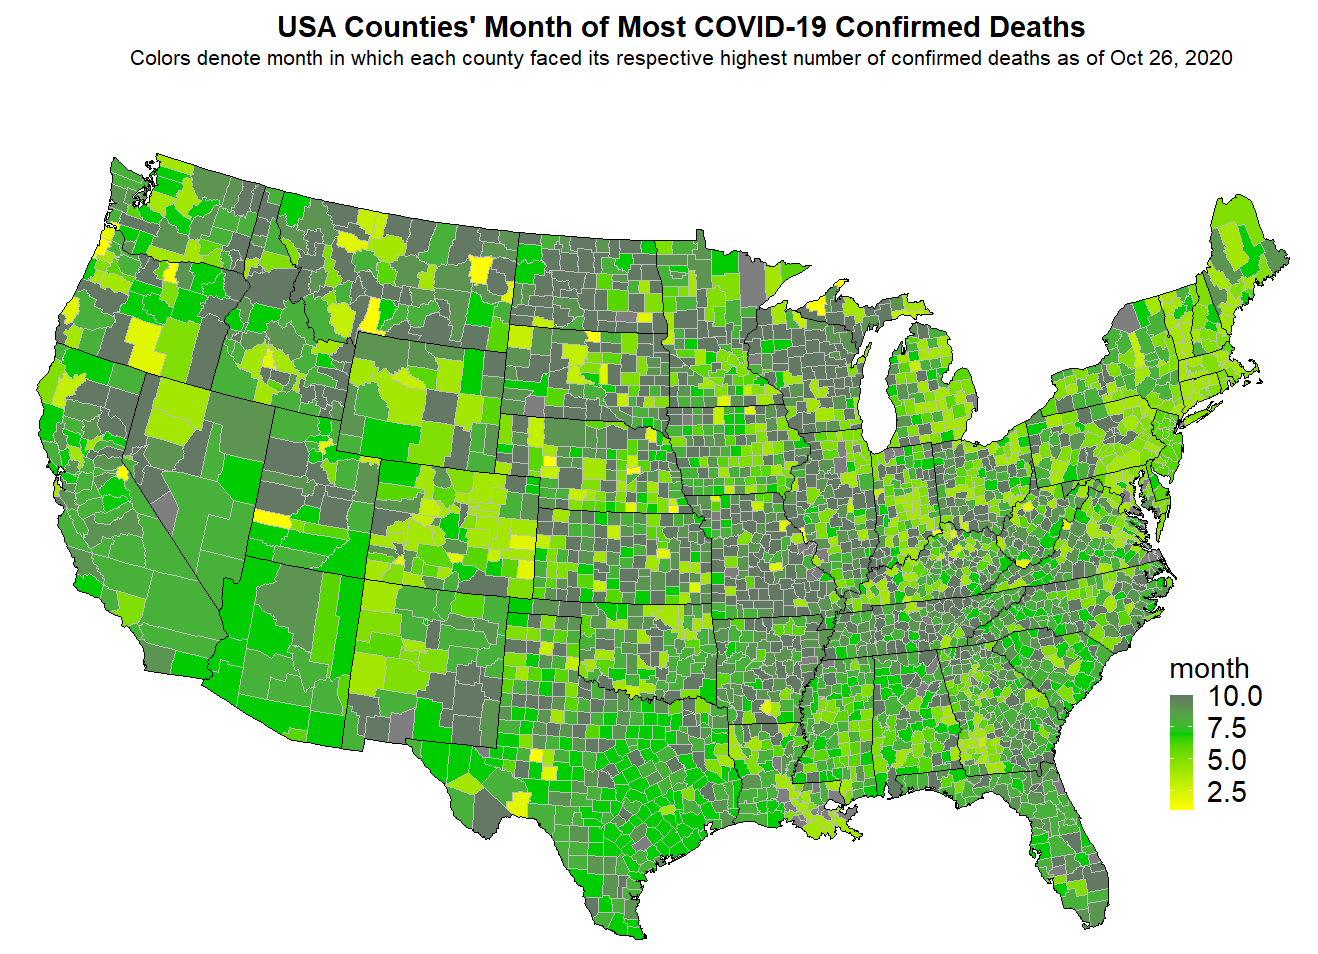 USA Counties' Month of Most COVID-19 Confirmed Deaths
Colors denote month in which each county faced its respective highest number of confirmed deaths as of Oct 26, 2020
month
10.0
7.5
5.0
2.5